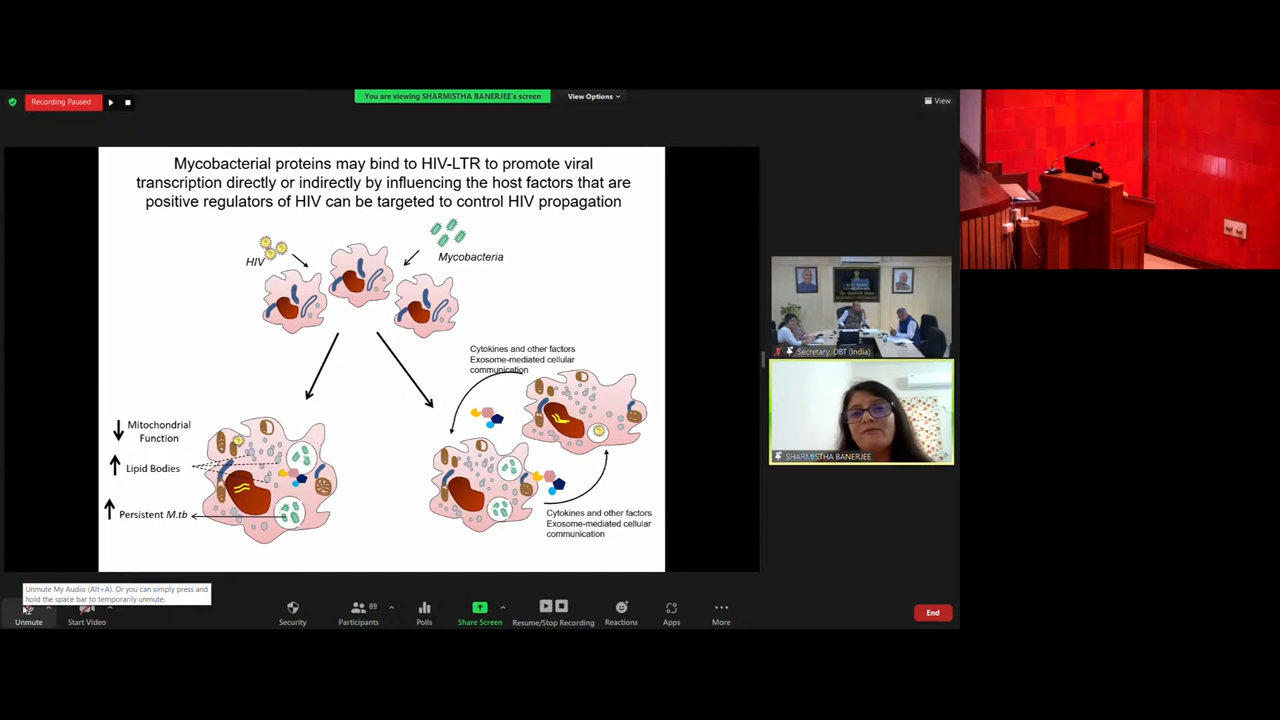 Recording Paused
You are viewing SHARMISTHA BANERJEE's screen
View Options
View
Mycobacterial proteins may bind to HIV-LTR to promote viral
transcription directly or indirectly by influencing the host factors that are
positive regulators of HIV can be targeted to control HIV propagation
HIV
Mycobacteria
Cytokines and other factors
Exosome-mediated cellular
communication
Mitochondrial
Function
Lipid Bodies
Persistent M.tb
Cytokines and other factors
Exosome-mediated cellular
communication
Secretary, DBT (India)
SHARMISTHA BANERJEE
Unmute My Audio (Alt+A). Or you can simply press and
hold the space bar to temporarily unmute.
Unmute
Start Video
Security
89
Participants
Polls
Share Screen
Resume/Stop Recording
Reactions
Apps
More
End